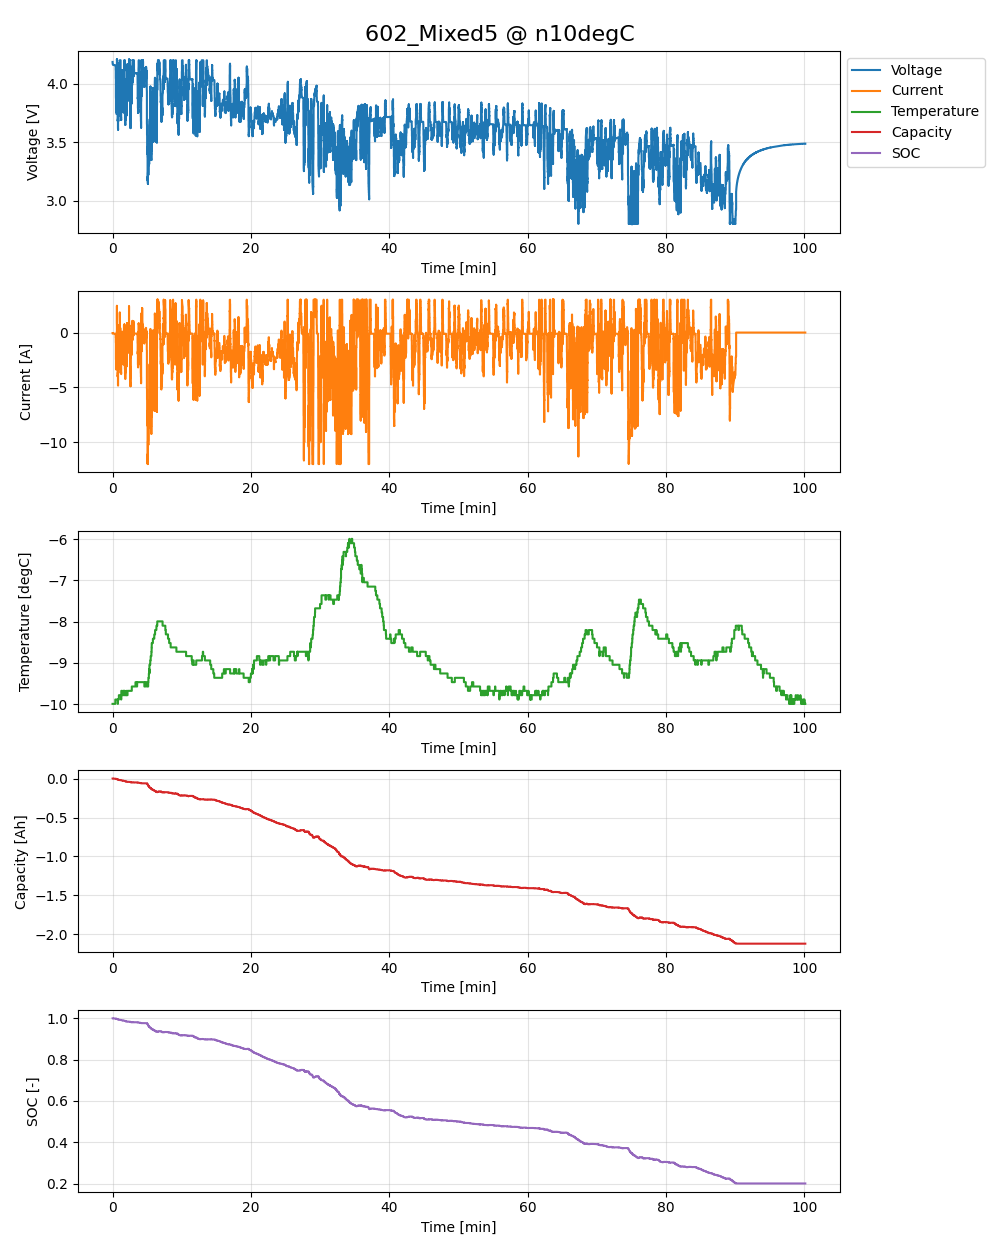 602_Mixed5 @ n10degC
Voltage [V]
4.0
3.5
3.0
0 20 40 60 80 100
Time [min]
Voltage
Current
Temperature
Capacity
SOC
Current [A]
0
−5
−10
0 20 40 60 80 100
Time [min]
Temperature [degC]
−6
−7
−8
−9
−10
0 20 40 60 80 100
Time [min]
Capacity [Ah]
0.0
−0.5
−1.0
−1.5
−2.0
0 20 40 60 80 100
Time [min]
SOC [-]
1.0
0.8
0.6
0.4
0.2
0 20 40 60 80 100
Time [min]